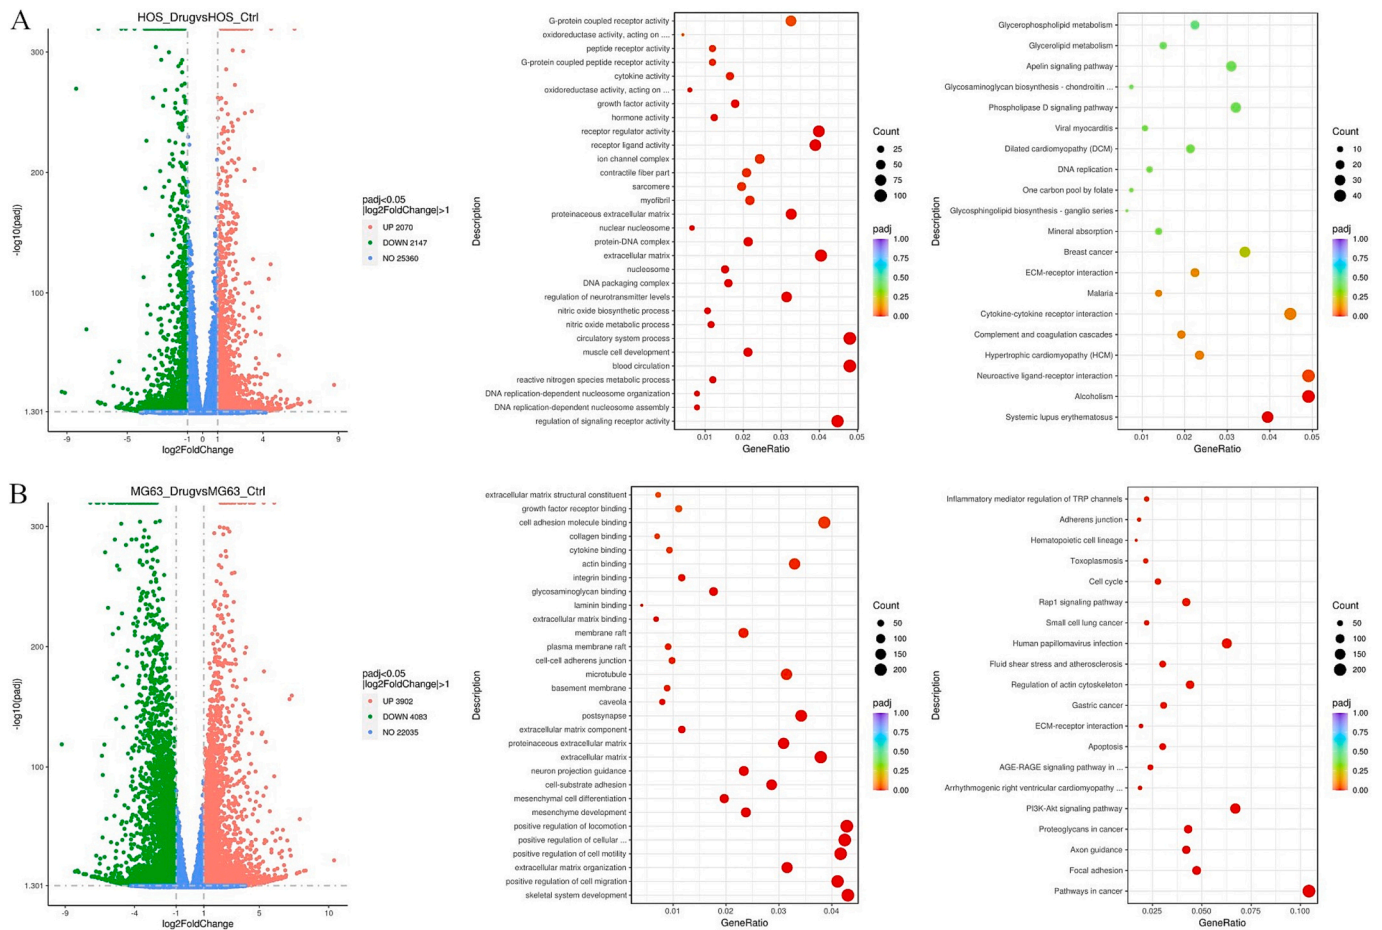 A
HOS_DrugvsHOS_Ctrl
300
200
100
1.301
-log10(padj)
-9
-5
-1
0
1
4
9
log2FoldChange
padj<0.05
|log2FoldChange|>1
UP 2070
DOWN 2147
NO 25360
G-protein coupled receptor activity
oxidoreductase activity, acting on ....
peptide receptor activity
G-protein coupled peptide receptor activity
cytokine activity
oxidoreductase activity, acting on ...
growth factor activity
hormone activity
receptor regulator activity
receptor ligand activity
ion channel complex
contractile fiber part
sarcomere
myofibril
proteinaceous extracellular matrix
nuclear nucleosome
protein-DNA complex
extracellular matrix
nucleosome
DNA packaging complex
regulation of neurotransmitter levels
nitric oxide biosynthetic process
nitric oxide metabolic process
circulatory system process
muscle cell development
blood circulation
reactive nitrogen species metabolic process
DNA replication-dependent nucleosome organization
DNA replication-dependent nucleosome assembly
regulation of signaling receptor activity
Description
0.01
0.02
0.03
0.04
0.05
GeneRatio
Count
25
50
75
100
padj
1.00
0.75
0.50
0.25
0.00
Glycerophospholipid metabolism
Glycerolipid metabolism
Apelin signaling pathway
Glycosaminoglycan biosynthesis - chondroitin ...
Phospholipase D signaling pathway
Viral myocarditis
Dilated cardiomyopathy (DCM)
DNA replication
One carbon pool by folate
Glycosphingolipid biosynthesis - ganglio series
Mineral absorption
Breast cancer
ECM-receptor interaction
Malaria
Cytokine-cytokine receptor interaction
Complement and coagulation cascades
Hypertrophic cardiomyopathy (HCM)
Neuroactive ligand-receptor interaction
Alcoholism
Systemic lupus erythematosus
Description
0.01
0.02
0.03
0.04
0.05
GeneRatio
Count
10
20
30
40
padj
1.00
0.75
0.50
0.25
0.00
B
MG63_DrugvsMG63_Ctrl
300
200
100
1.301
-log10(padj)
-9
-4
-1
1
5
10
log2FoldChange
padj<0.05
|log2FoldChange|>1
UP 3902
DOWN 4083
NO 22035
extracellular matrix structural constituent
growth factor receptor binding
cell adhesion molecule binding
collagen binding
cytokine binding
actin binding
integrin binding
glycosaminoglycan binding
laminin binding
extracellular matrix binding
membrane raft
plasma membrane raft
cell-cell adherens junction
microtubule
basement membrane
caveola
postsynapse
extracellular matrix component
proteinaceous extracellular matrix
extracellular matrix
neuron projection guidance
cell-substrate adhesion
mesenchymal cell differentiation
mesenchyme development
positive regulation of locomotion
positive regulation of cellular ...
positive regulation of cell motility
extracellular matrix organization
positive regulation of cell migration
skeletal system development
Description
0.01
0.02
0.03
0.04
GeneRatio
Count
50
100
150
200
padj
1.00
0.75
0.50
0.25
0.00
Inflammatory mediator regulation of TRP channels
Adherens junction
Hematopoietic cell lineage
Toxoplasmosis
Cell cycle
Rap1 signaling pathway
Small cell lung cancer
Human papillomavirus infection
Fluid shear stress and atherosclerosis
Regulation of actin cytoskeleton
Gastric cancer
ECM-receptor interaction
Apoptosis
AGE-RAGE signaling pathway in ...
Arrhythmogenic right ventricular cardiomyopathy ...
PI3K-Akt signaling pathway
Proteoglycans in cancer
Axon guidance
Focal adhesion
Pathways in cancer
Description
0.025
0.050
0.075
0.100
GeneRatio
Count
50
100
150
200
padj
1.00
0.75
0.50
0.25
0.00